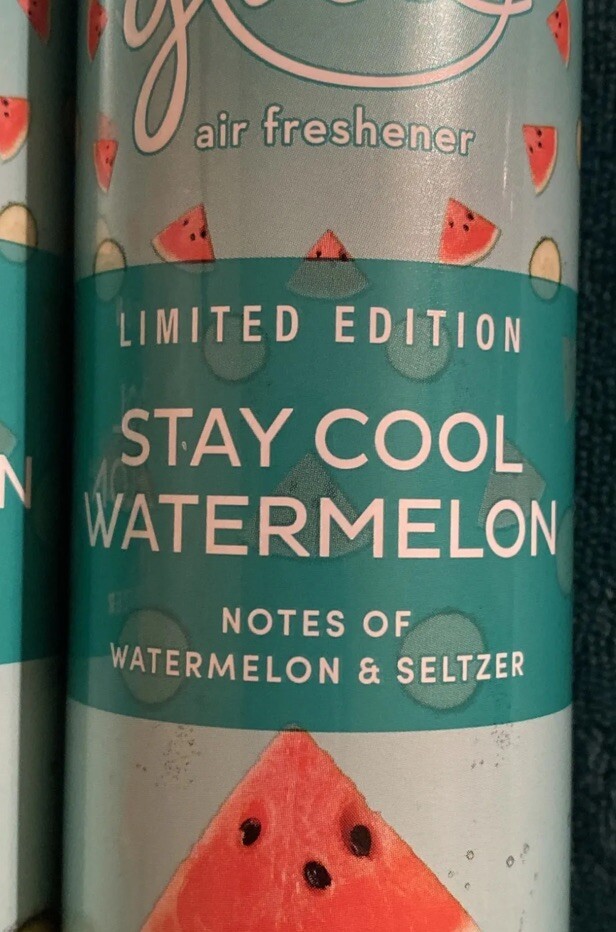 air freshener
LIMITED EDITION
STAY COOL
WATERMELON
NOTES OF
WATERMELON & SELTZER
N